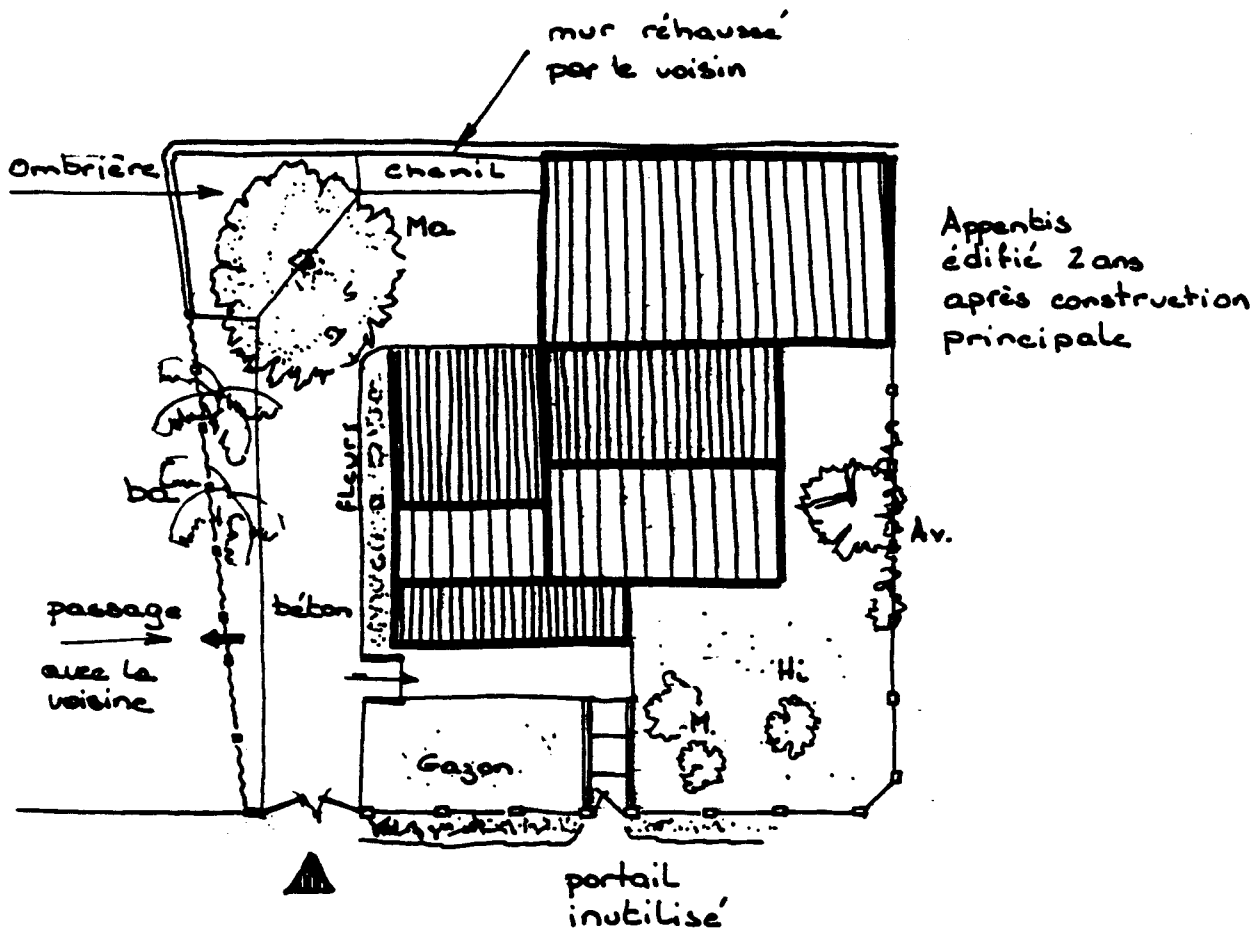 mur réhaussé
par le voisin
Ombrière
chenil
Ma
Appentis
édifié 2 ans
après construction
principale
fleurs
ba
Av.
passage
avec la
voisine
béton
Hi
M.
Gazon
portail
inutilisé